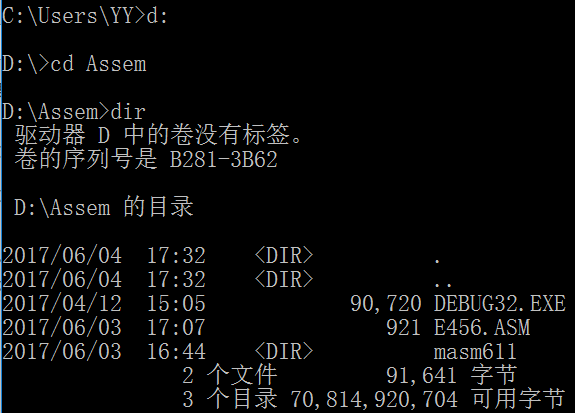 C:\Users\YY>d:
D:\>cd Assem
D:\Assem>dir
驱动器 D 中的卷没有标签。
卷的序列号是 B281-3B62
D:\Assem 的目录
2017/06/04  17:32    <DIR>          .
2017/06/04  17:32    <DIR>          ..
2017/04/12  15:05            90,720 DEBUG32.EXE
2017/06/03  17:07               921 E456.ASM
2017/06/03  16:44    <DIR>          masm611
2 个文件         91,641 字节
3 个目录 70,814,920,704 可用字节